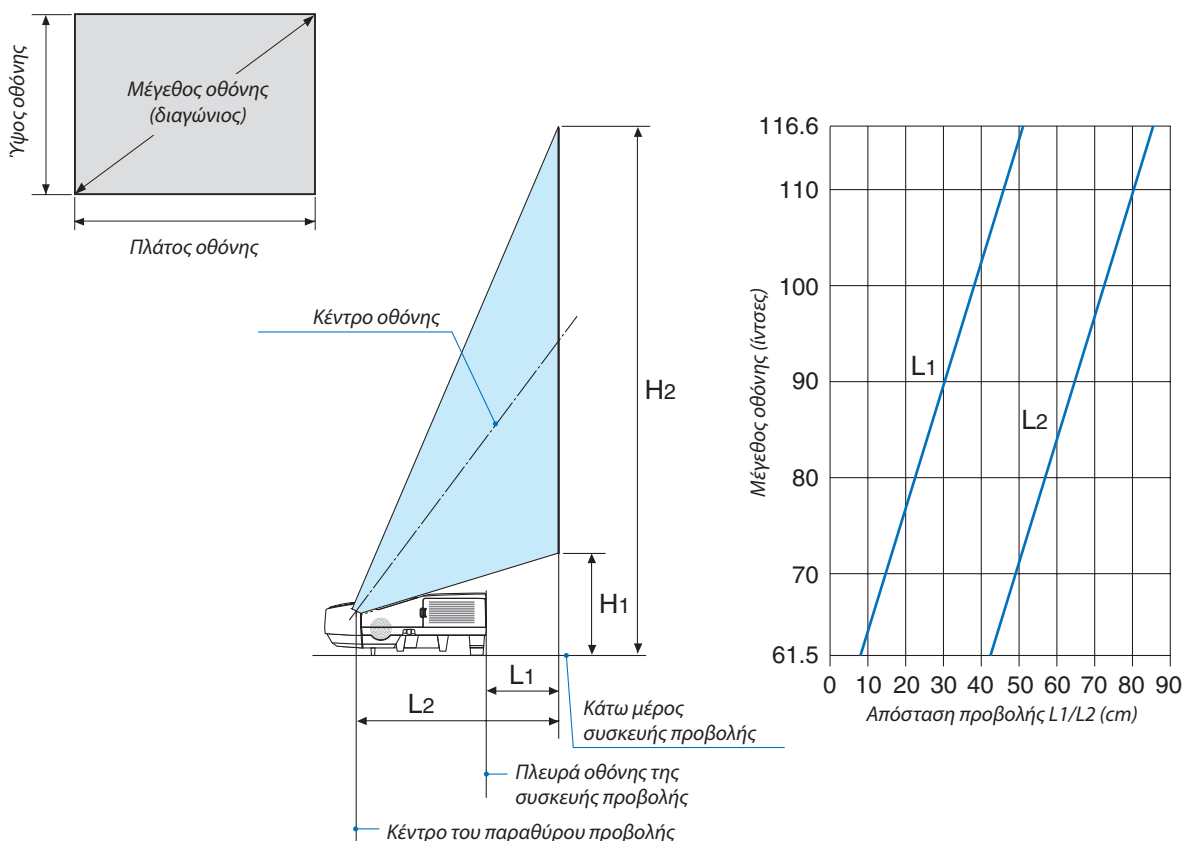 Ύψος οθόνης
Μέγεθος οθόνης
(διαγώνιος)
Πλάτος οθόνης
Κέντρο οθόνης
H2
H1
L1
L2
Κάτω μέρος
συσκευής προβολής
Πλευρά οθόνης της
συσκευής προβολής
Κέντρο του παραθύρου προβολής
Μέγεθος οθόνης (ίντσες)
116.6
110
100
90
80
70
61.5
L1
L2
0 10 20 30 40 50 60 70 80 90
Απόσταση προβολής L1/L2 (cm)